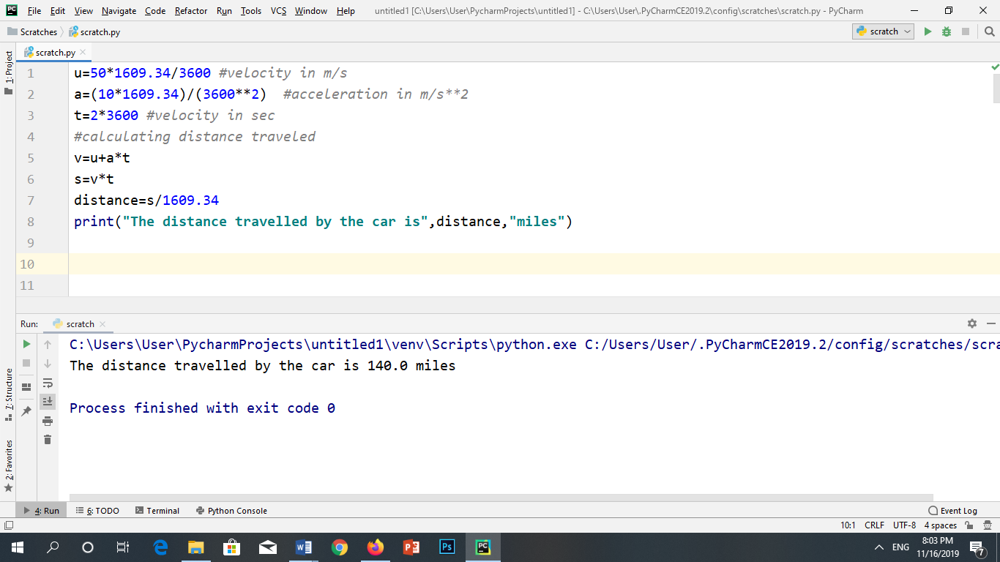 PC File Edit View Navigate Code Refactor Run Tools VCS Window Help untitled1 [C:\Users\User\PycharmProjects\untitled1] - C:\Users\User\.PyCharmCE2019.2\config\scratches\scratch.py - PyCharm
Scratches scratch.py scratch
scratch.py
1: Project
1 u=50*1609.34/3600 #velocity in m/s
2 a=(10*1609.34)/(3600**2)  #acceleration in m/s**2
3 t=2*3600 #velocity in sec
4 #calculating distance traveled
5 v=u+a*t
6 s=v*t
7 distance=s/1609.34
8 print("The distance travelled by the car is",distance,"miles")
9
10
11
Run: scratch
C:\Users\User\PycharmProjects\untitled1\venv\Scripts\python.exe C:/Users/User/.PyCharmCE2019.2/config/scratches/scra
The distance travelled by the car is 140.0 miles
Process finished with exit code 0
7: Structure
2: Favorites
4: Run 6: TODO Terminal Python Console Event Log
10:1 CRLF UTF-8 4 spaces
W P Ps PC ENG 8:03 PM
11/16/2019 7